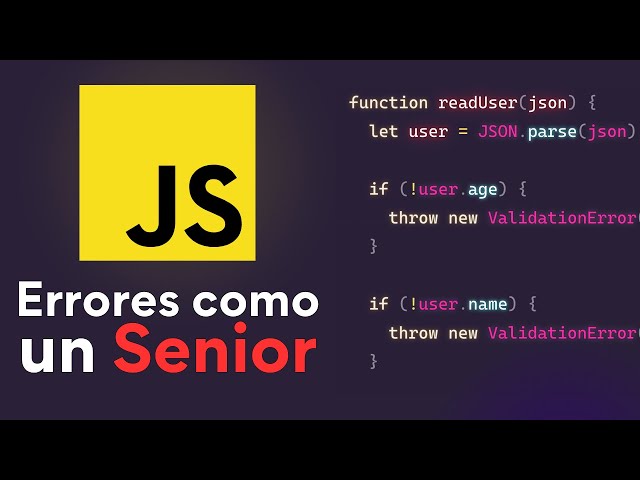 JS
Errores como
un Senior
function readUser(json) {
let user = JSON.parse(json)
if (!user.age) {
throw new ValidationError(
}
if (!user.name) {
throw new ValidationError(
}